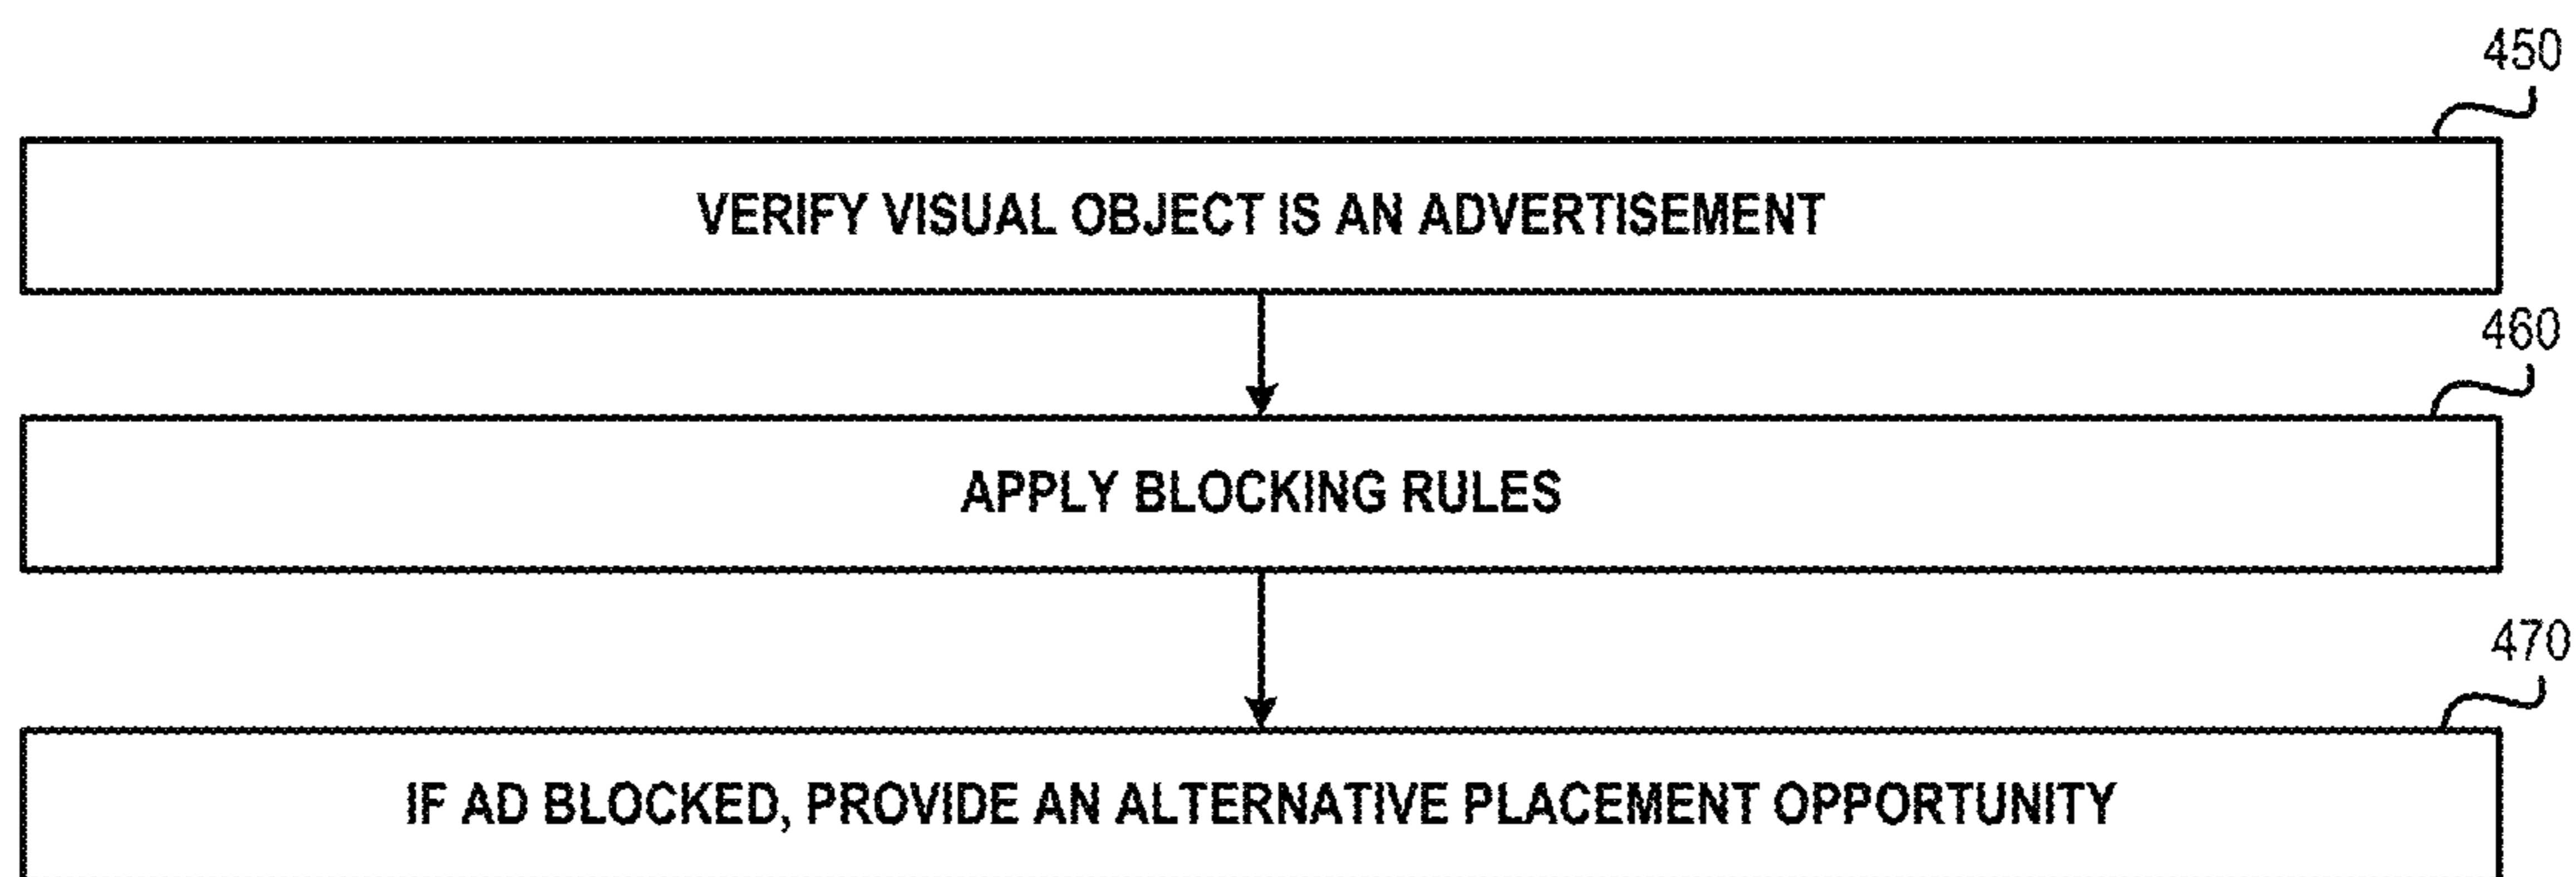 450
VERIFY VISUAL OBJECT IS AN ADVERTISEMENT
460
APPLY BLOCKING RULES
470
IF AD BLOCKED, PROVIDE AN ALTERNATIVE PLACEMENT OPPORTUNITY